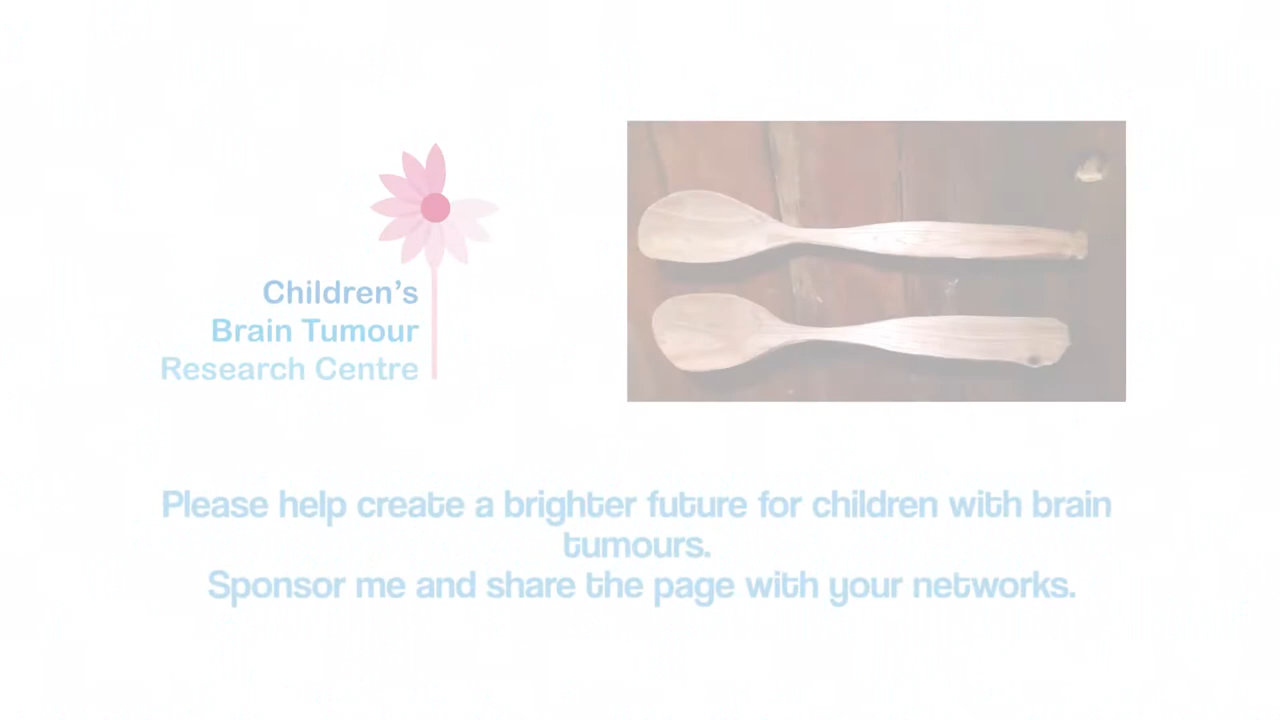 Children’s
Brain Tumour
Research Centre
Please help create a brighter future for children with brain
tumours.
Sponsor me and share the page with your networks.